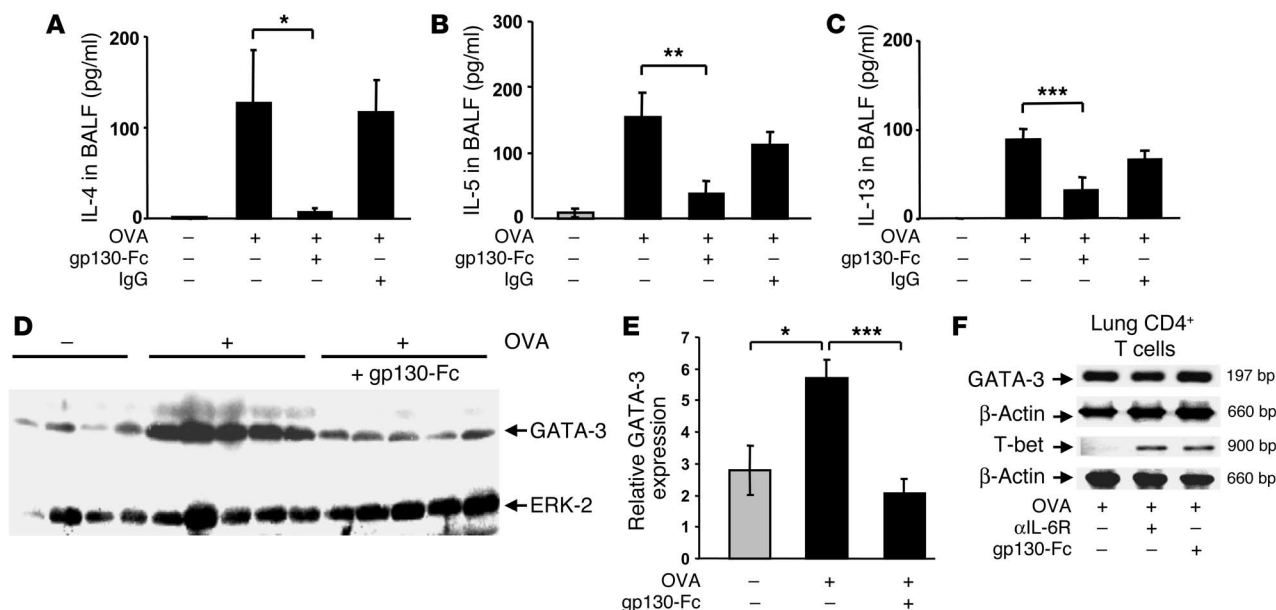 A
IL-4 in BALF (pg/ml)
200
100
0
*
OVA – + + +
gp130-Fc – – + –
IgG – – – +
B
IL-5 in BALF (pg/ml)
300
200
100
0
**
OVA – + + +
gp130-Fc – – + –
IgG – – – +
C
IL-13 in BALF (pg/ml)
200
100
0
***
OVA – + + +
gp130-Fc – – + –
IgG – – – +
D
– + + OVA
+ gp130-Fc
GATA-3
ERK-2
E
Relative GATA-3
expression
7
6
5
4
3
2
1
0
* ***
OVA – + +
gp130-Fc – – +
F
Lung CD4+
T cells
GATA-3 197 bp
β-Actin 660 bp
T-bet 900 bp
β-Actin 660 bp
OVA + + +
αIL-6R – + –
gp130-Fc – – +